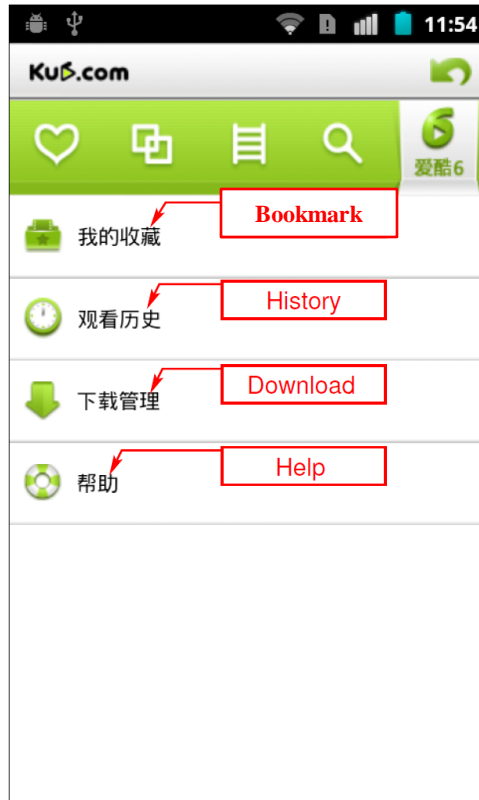 11:54
Ku6.com
爱酷6
我的收藏
Bookmark
观看历史
History
下载管理
Download
帮助
Help